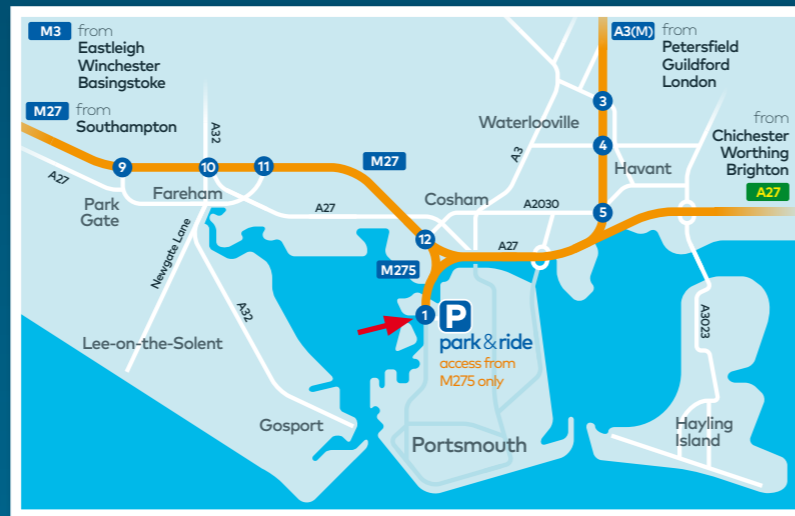 M3 from
Eastleigh
Winchester
Basingstoke
M27 from
Southampton
A3(M) from
Petersfield
Guildford
London
from
Chichester
Worthing
Brighton
A27
3
Waterlooville
4
A32
A3
9
10
11
M27
Havant
A27
Park
Gate
Fareham
Cosham
A27
A2030
5
12
A27
Newgate Lane
M275
A32
1
P
park&ride
access from
M275 only
A3023
Lee-on-the-Solent
Gosport
Portsmouth
Hayling
Island